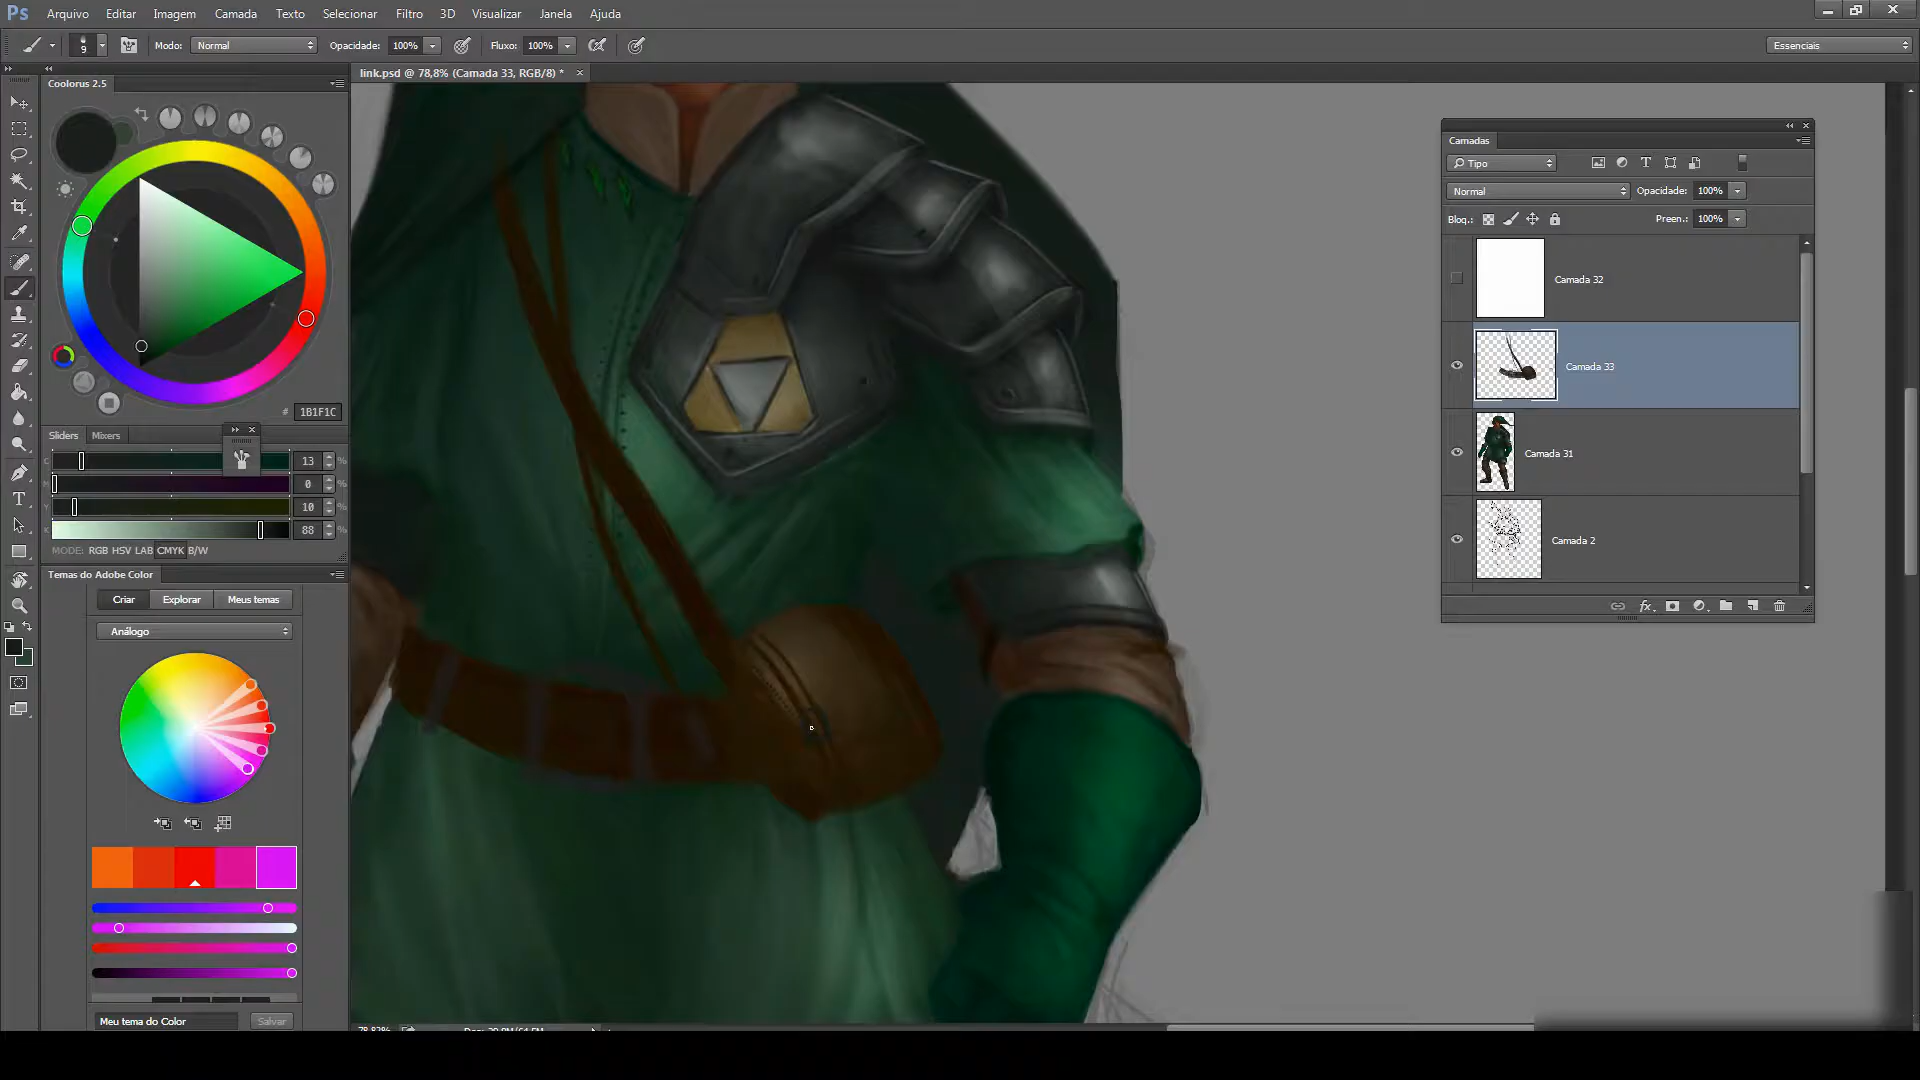 Ps Arquivo Editar Imagem Camada Texto Selecionar Filtro 3D Visualizar Janela Ajuda
9 Modo: Normal Opacidade: 100% Fluxo: 100% Essenciais
Coolorus 2.5
link.psd @ 78,8% (Camada 33, RGB/8) *
# 1B1F1C
Sliders Mixers
C 13 %
M 0 %
Y 10 %
K 88 %
MODE: RGB HSV LAB CMYK B/W
Temas do Adobe Color
Criar Explorar Meus temas
Análogo
Meu tema do Color Salvar
Camadas
Tipo
Normal Opacidade: 100%
Bloq.: Preen.: 100%
Camada 32
Camada 33
Camada 31
Camada 2
fx